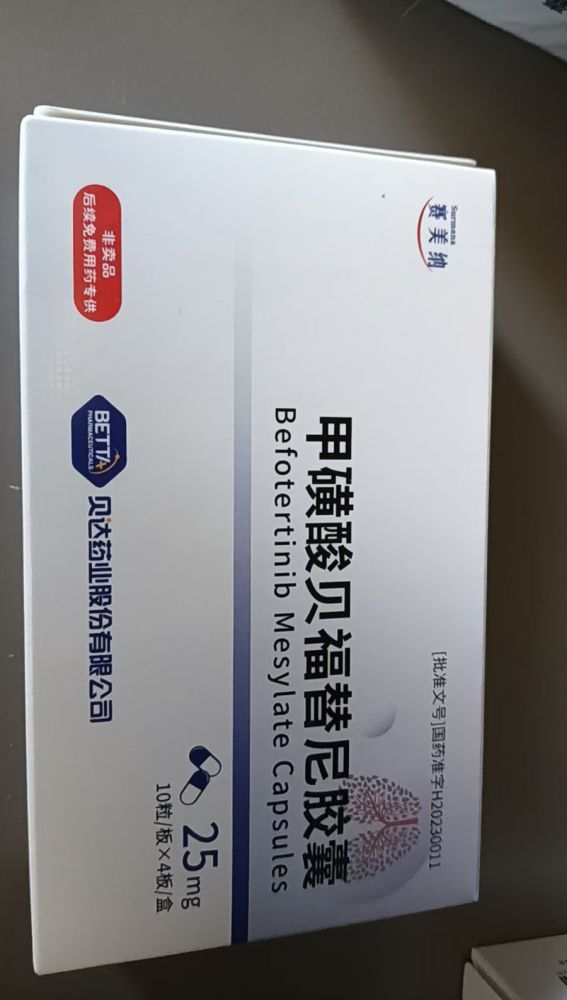 Surmana
赛美纳
[批准文号]国药准字H20230011
甲磺酸贝福替尼胶囊
Befotertinib Mesylate Capsules
非卖品
后续免费用药专供
BETTA
PHARMACEUTICALS
贝达药业股份有限公司
25mg
10粒/板×4板/盒